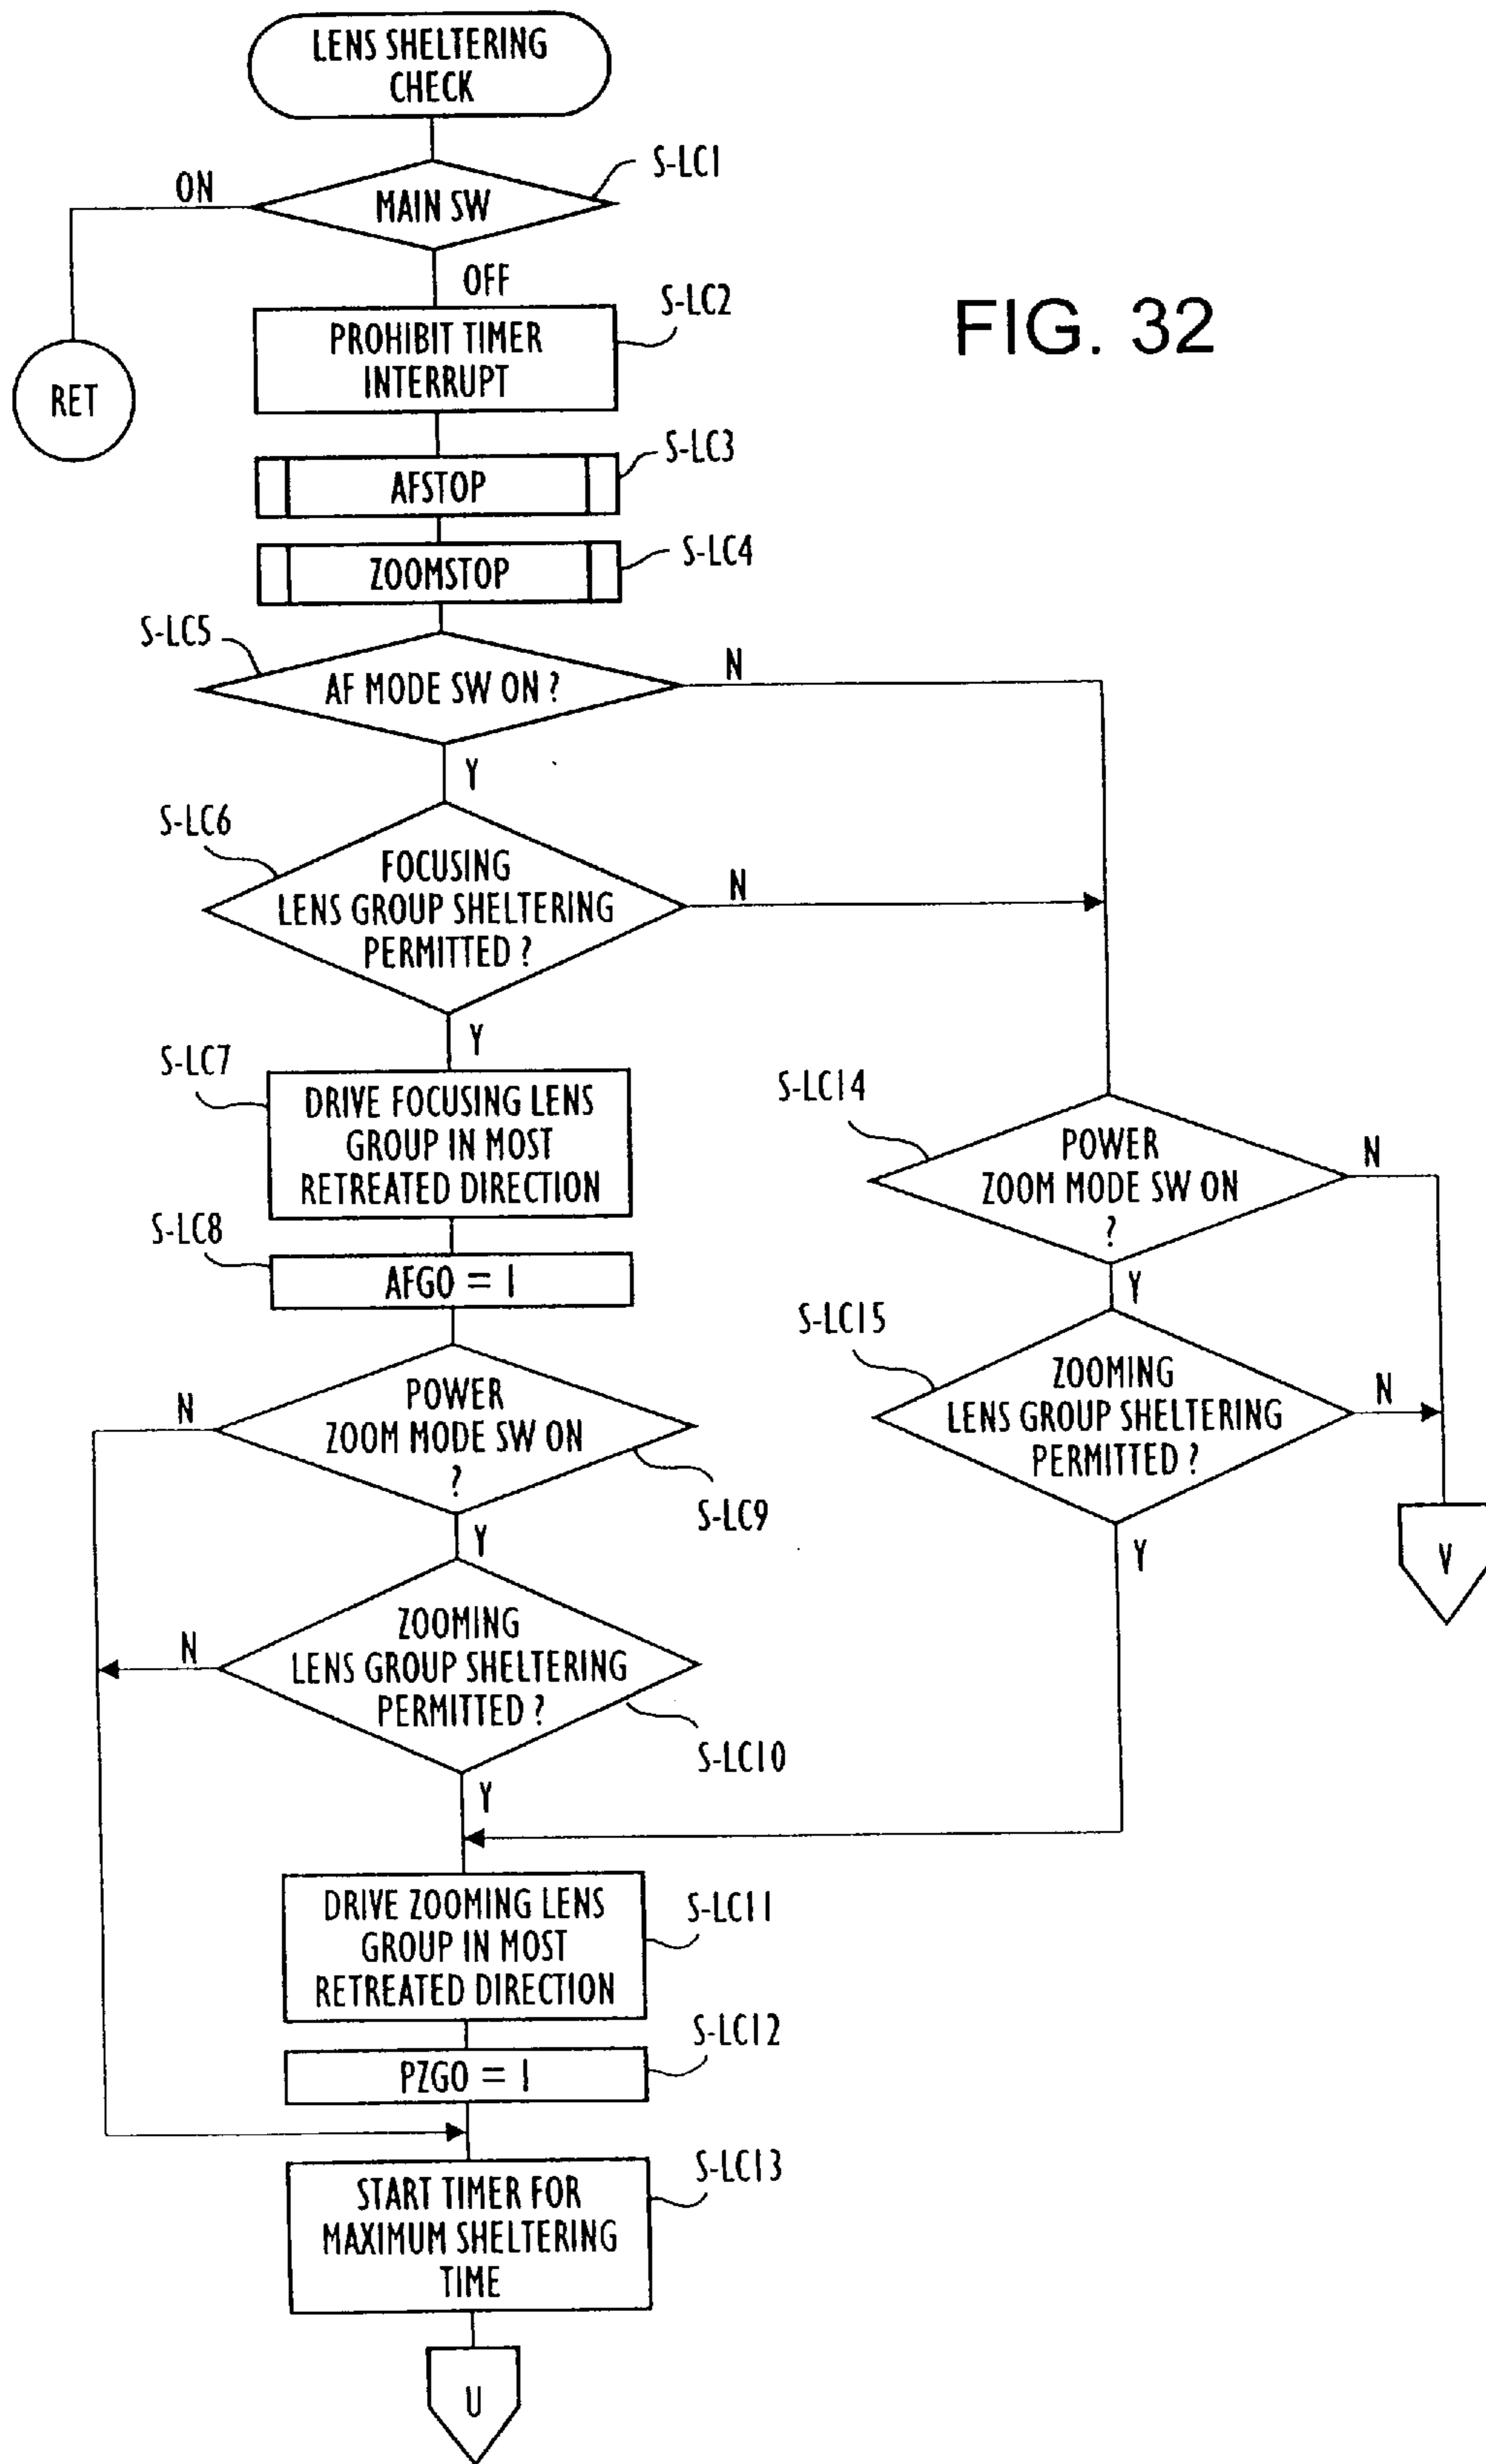 LENS SHELTERING
CHECK
S-LC1
ON
MAIN SW
OFF
S-LC2
PROHIBIT TIMER
INTERRUPT
FIG. 32
RET
S-LC3
AFSTOP
S-LC4
ZOOMSTOP
S-LC5
N
AF MODE SW ON ?
Y
S-LC6
FOCUSING
LENS GROUP SHELTERING
PERMITTED ?
N
Y
S-LC7
DRIVE FOCUSING LENS
GROUP IN MOST
RETREATED DIRECTION
S-LC8
AFGO = 1
S-LC14
POWER
ZOOM MODE SW ON
?
N
Y
S-LC15
ZOOMING
LENS GROUP SHELTERING
PERMITTED ?
N
Y
V
N
POWER
ZOOM MODE SW ON
?
S-LC9
Y
ZOOMING
LENS GROUP SHELTERING
PERMITTED ?
N
S-LC10
Y
DRIVE ZOOMING LENS
GROUP IN MOST
RETREATED DIRECTION
S-LC11
S-LC12
PZGO = 1
S-LC13
START TIMER FOR
MAXIMUM SHELTERING
TIME
U